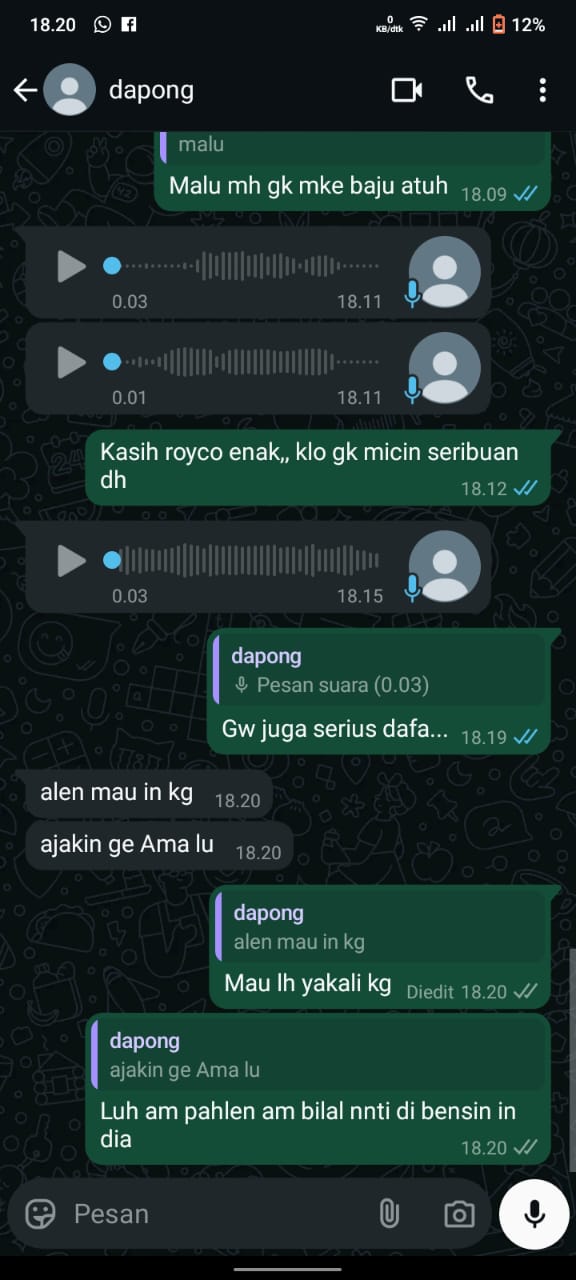 18.20
0
KB/dtk
12%
dapong
malu
Malu mh gk mke baju atuh 18.09
0.03 18.11
0.01 18.11
Kasih royco enak,, klo gk micin seribuan
dh 18.12
0.03 18.15
dapong
Pesan suara (0.03)
Gw juga serius dafa... 18.19
alen mau in kg 18.20
ajakin ge Ama lu 18.20
dapong
alen mau in kg
Mau lh yakali kg Diedit 18.20
dapong
ajakin ge Ama lu
Luh am pahlen am bilal nnti di bensin in
dia 18.20
Pesan